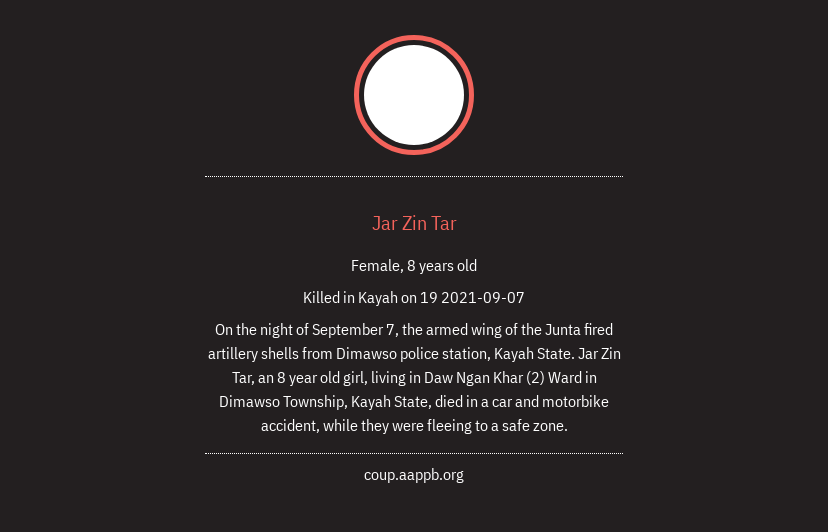 Jar Zin Tar
Female, 8 years old
Killed in Kayah on 19 2021-09-07
On the night of September 7, the armed wing of the Junta fired
artillery shells from Dimawso police station, Kayah State. Jar Zin
Tar, an 8 year old girl, living in Daw Ngan Khar (2) Ward in
Dimawso Township, Kayah State, died in a car and motorbike
accident, while they were fleeing to a safe zone.
coup.aappb.org